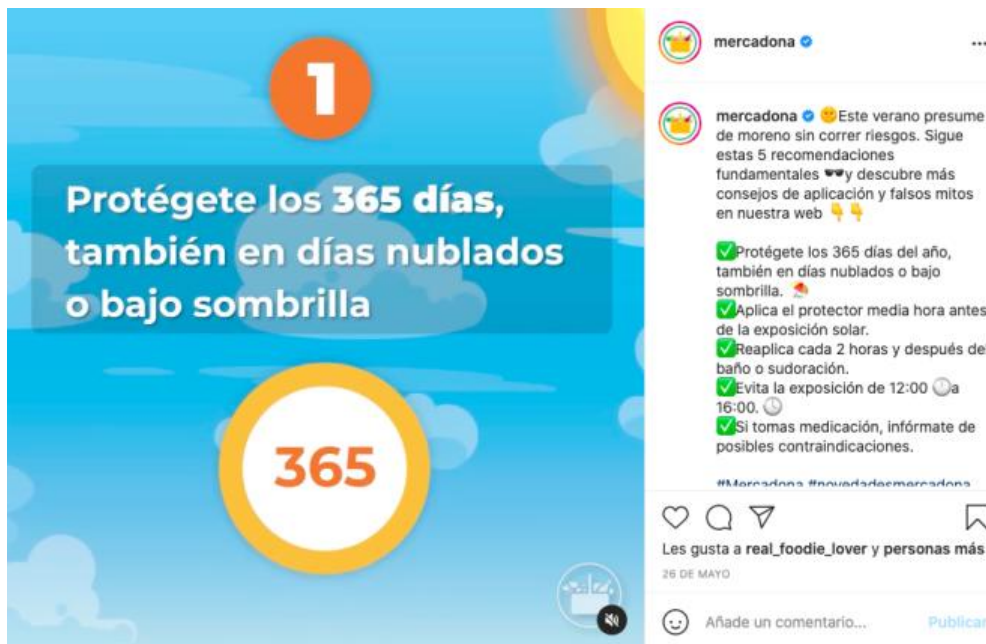 1
Protégete los 365 días,
también en días nublados
o bajo sombrilla
365
mercadona
mercadona Este verano presume
de moreno sin correr riesgos. Sigue
estas 5 recomendaciones
fundamentales y descubre más
consejos de aplicación y falsos mitos
en nuestra web
Protégete los 365 días del año,
también en días nublados o bajo
sombrilla.
Aplica el protector media hora antes
de la exposición solar.
Reaplica cada 2 horas y después de
baño o sudoración.
Evita la exposición de 12:00 a
16:00.
Si tomas medicación, infórmate de
posibles contraindicaciones.
#Mercadona #novedadesmercadona
Les gusta a real_foodie_lover y personas más
26 DE MAYO
Añade un comentario... Publicar